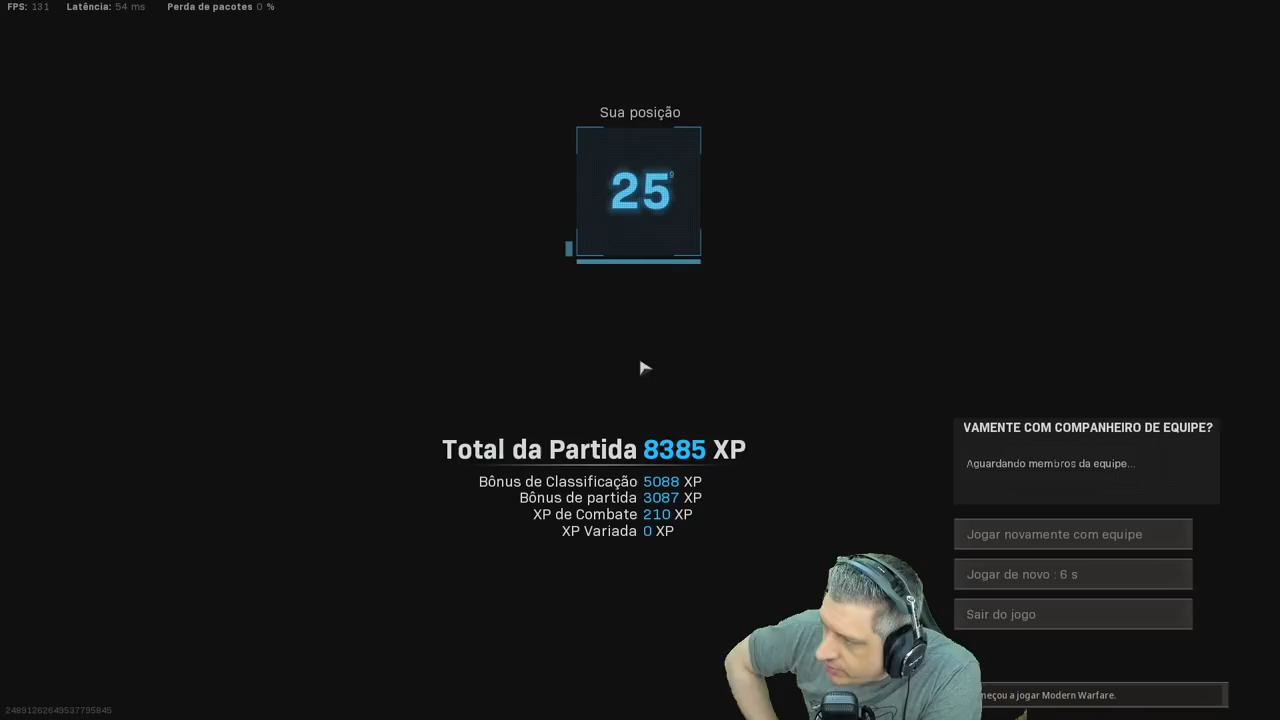 FPS: 131 Latência: 54 ms Perda de pacotes 0 %
Sua posição
25º
Total da Partida 8385 XP
Bônus de Classificação 5088 XP
Bônus de partida 3087 XP
XP de Combate 210 XP
XP Variada 0 XP
VAMENTE COM COMPANHEIRO DE EQUIPE?
Aguardando membros da equipe...
Jogar novamente com equipe
Jogar de novo : 6 s
Sair do jogo
meçou a jogar Modern Warfare.
24891262649537795845